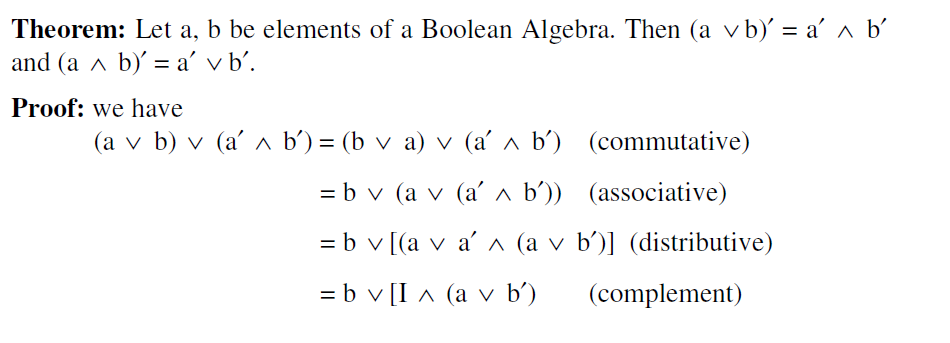 Theorem: Let a, b be elements of a Boolean Algebra. Then (a ∨ b)′ = a′ ∧ b′
and (a ∧ b)′ = a′ ∨ b′.
Proof: we have
(a ∨ b) ∨ (a′ ∧ b′) = (b ∨ a) ∨ (a′ ∧ b′) (commutative)
= b ∨ (a ∨ (a′ ∧ b′)) (associative)
= b ∨ [(a ∨ a′ ∧ (a ∨ b′)] (distributive)
= b ∨ [I ∧ (a ∨ b′) (complement)